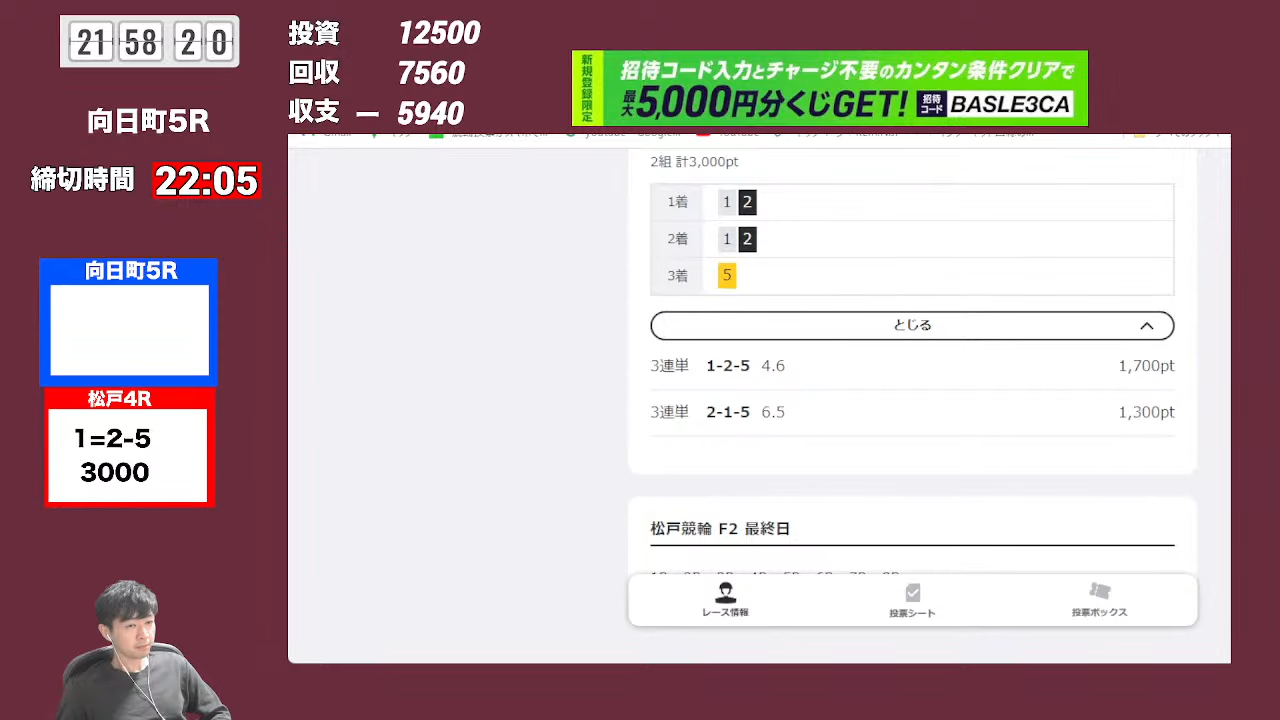 21 58 20
投資 12500
回収 7560
収支 － 5940
向日町5R
締切時間 22:05
新規登録限定
招待コード入力とチャージ不要のカンタン条件クリアで
最大5,000円分くじGET! 招待コード BASLE3CA
向日町5R
松戸4R
1=2-5
3000
2組 計3,000pt
1着 1 2
2着 1 2
3着 5
とじる
3連単 1-2-5 4.6 1,700pt
3連単 2-1-5 6.5 1,300pt
松戸競輪 F2 最終日
レース情報
投票シート
投票ボックス